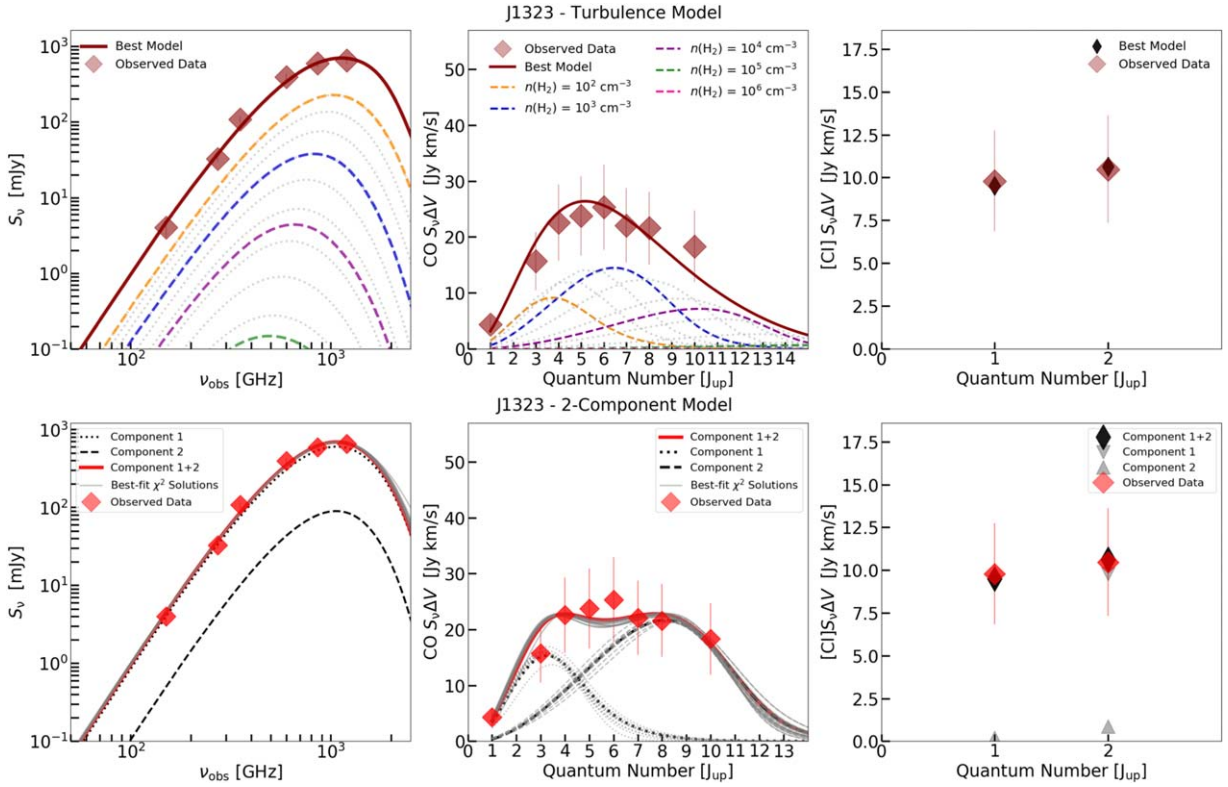 J1323 - Turbulence Model
10³
10²
10¹
10⁰
10⁻¹
Sν [mJy]
Best Model
Observed Data
10²
10³
νobs [GHz]
50
40
30
20
10
0
CO SνΔV [Jy km/s]
Observed Data
Best Model
n(H₂) = 10² cm⁻³
n(H₂) = 10³ cm⁻³
n(H₂) = 10⁴ cm⁻³
n(H₂) = 10⁵ cm⁻³
n(H₂) = 10⁶ cm⁻³
0 1 2 3 4 5 6 7 8 9 10 11 12 13 14
Quantum Number [Jup]
17.5
15.0
12.5
10.0
7.5
5.0
2.5
0.0
[CI] SνΔV [Jy km/s]
Best Model
Observed Data
0 1 2
Quantum Number [Jup]
J1323 - 2-Component Model
10³
10²
10¹
10⁰
10⁻¹
Sν [mJy]
Component 1
Component 2
Component 1+2
Best-fit χ² Solutions
Observed Data
10²
10³
νobs [GHz]
50
40
30
20
10
0
CO SνΔV [Jy km/s]
Component 1+2
Component 1
Component 2
Best-fit χ² Solutions
Observed Data
0 1 2 3 4 5 6 7 8 9 10 11 12 13
Quantum Number [Jup]
17.5
15.0
12.5
10.0
7.5
5.0
2.5
0.0
[CI]SνΔV [Jy km/s]
Component 1+2
Component 1
Component 2
Observed Data
0 1 2
Quantum Number [Jup]